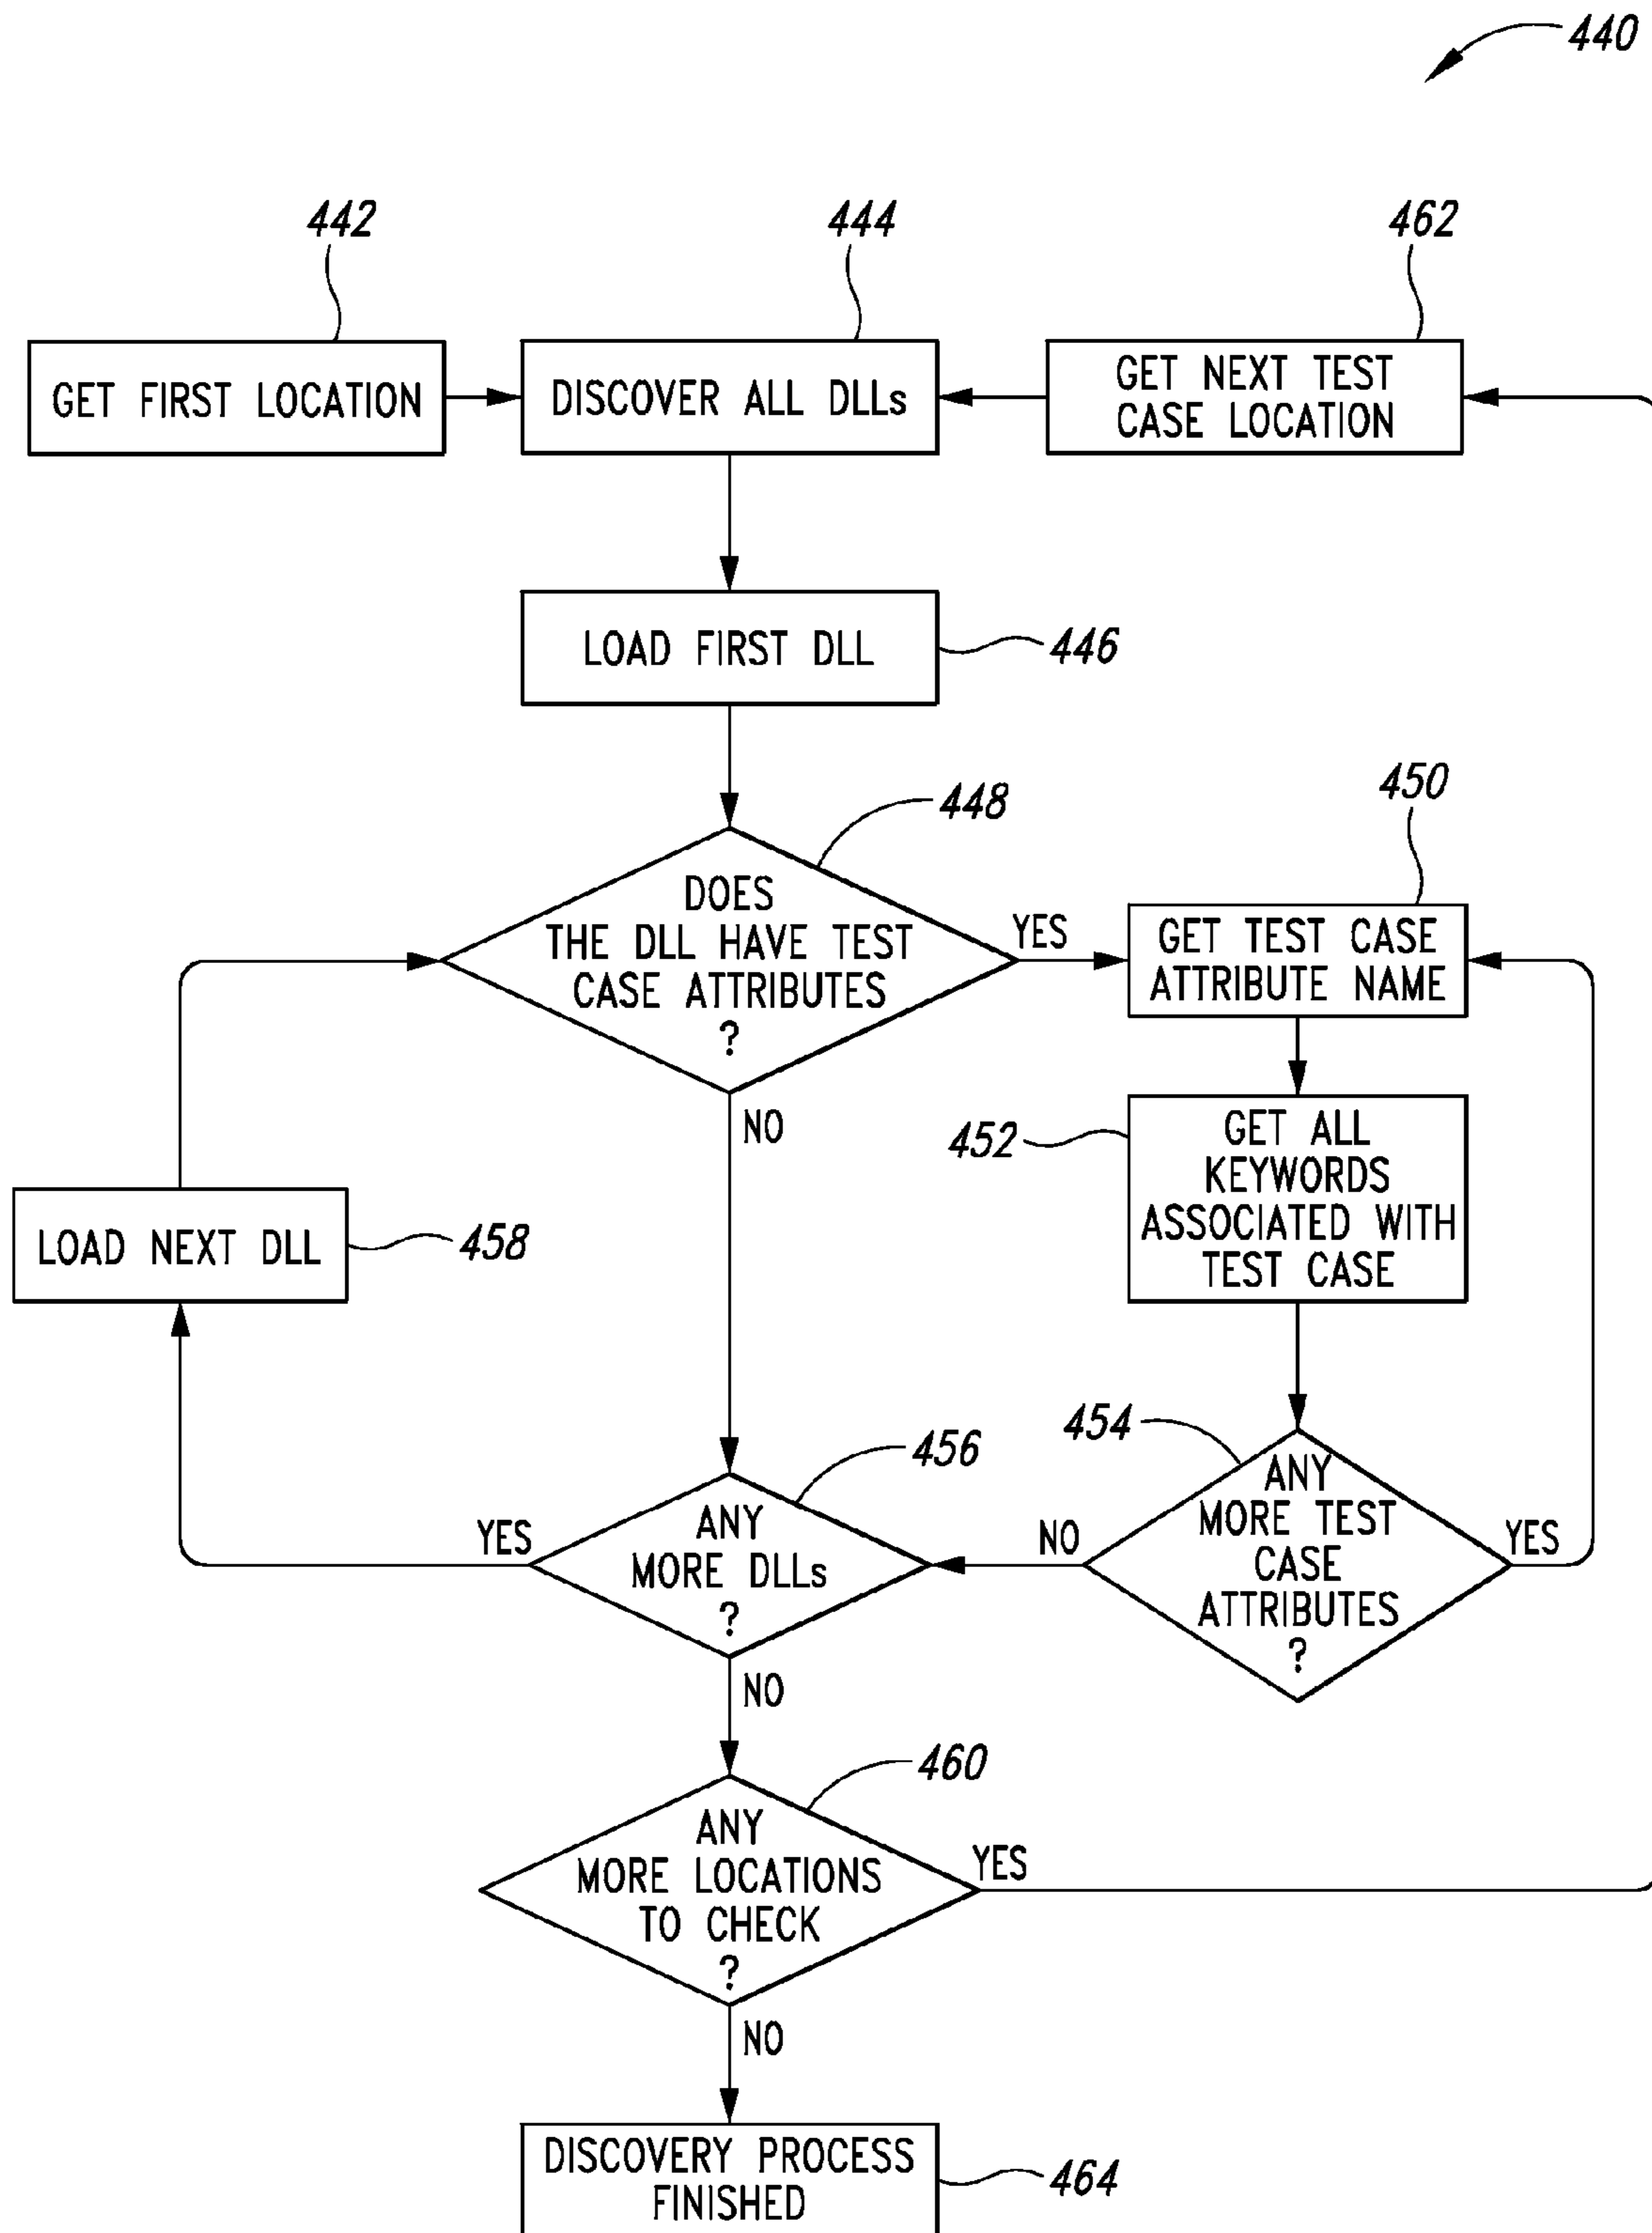 440
442
444
462
GET FIRST LOCATION
DISCOVER ALL DLLs
GET NEXT TEST
CASE LOCATION
LOAD FIRST DLL
446
448
DOES
THE DLL HAVE TEST
CASE ATTRIBUTES
?
YES
NO
450
GET TEST CASE
ATTRIBUTE NAME
452
GET ALL
KEYWORDS
ASSOCIATED WITH
TEST CASE
LOAD NEXT DLL
458
454
ANY
MORE TEST
CASE
ATTRIBUTES
?
YES
NO
456
ANY
MORE DLLs
?
YES
NO
460
ANY
MORE LOCATIONS
TO CHECK
?
YES
NO
DISCOVERY PROCESS
FINISHED
464